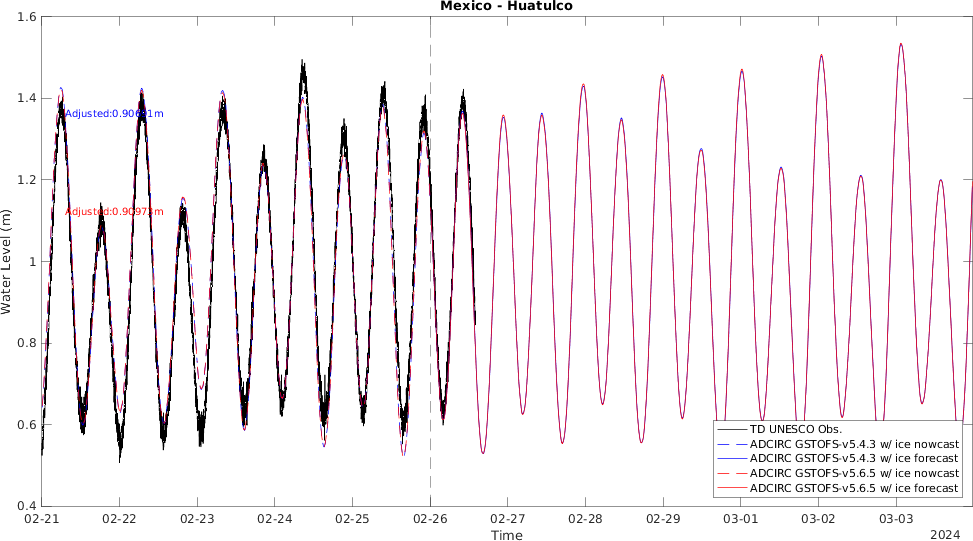 Mexico - Huatulco
1.6
1.4
1.2
1
0.8
0.6
0.4
Water Level (m)
Adjusted:0.90973m
TD UNESCO Obs.
ADCIRC GSTOFS-v5.4.3 w/ ice nowcast
ADCIRC GSTOFS-v5.4.3 w/ ice forecast
ADCIRC GSTOFS-v5.6.5 w/ ice nowcast
ADCIRC GSTOFS-v5.6.5 w/ ice forecast
02-21 02-22 02-23 02-24 02-25 02-26 02-27 02-28 02-29 03-01 03-02 03-03
Time
2024